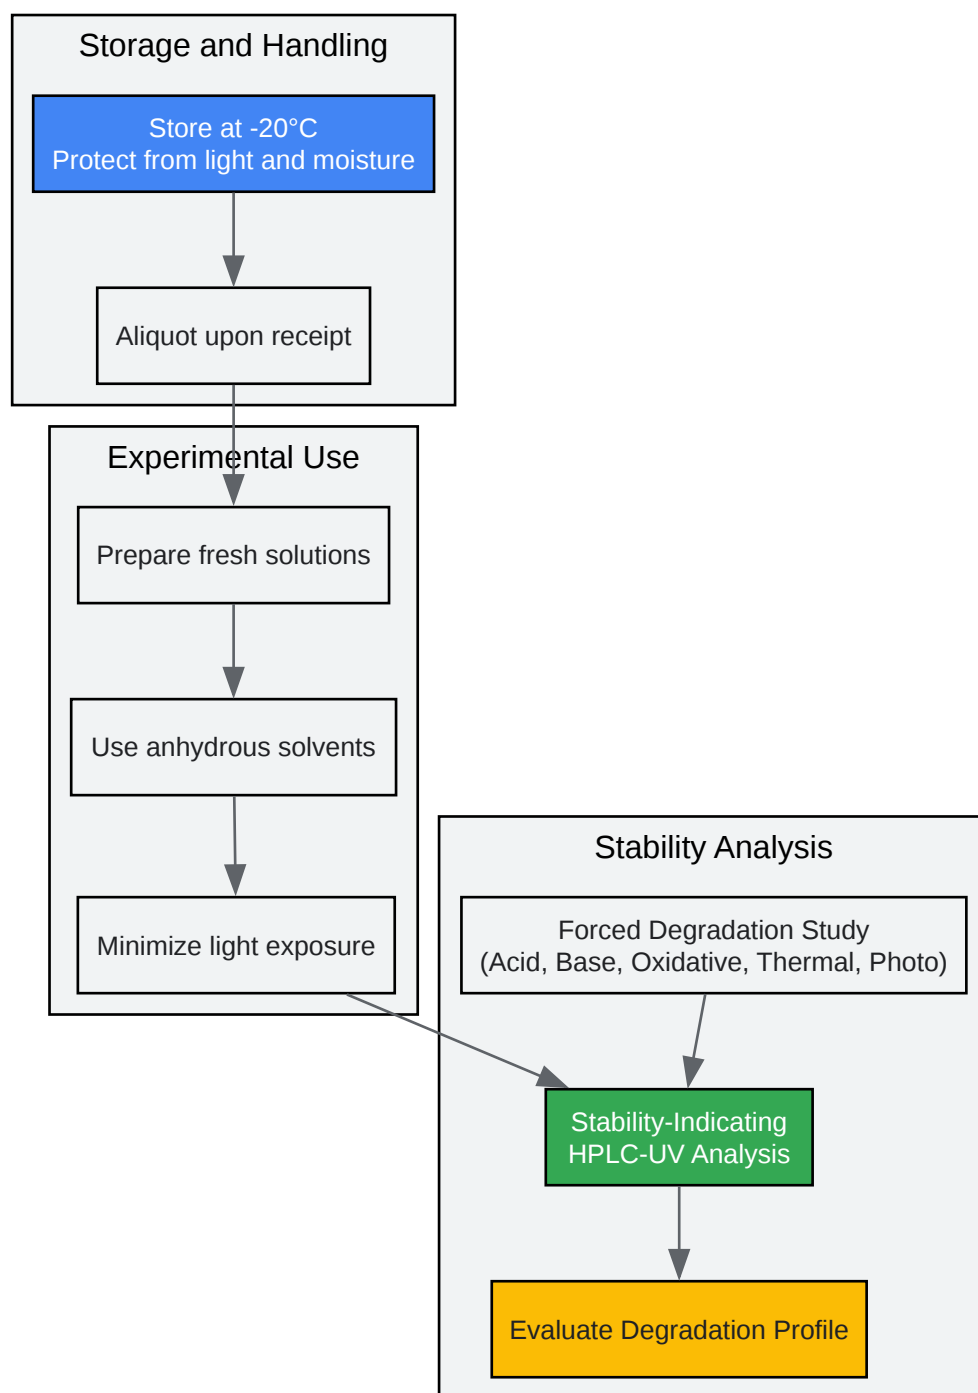 Storage and Handling
Store at -20°C
Protect from light and moisture
Aliquot upon receipt
Experimental Use
Prepare fresh solutions
Use anhydrous solvents
Minimize light exposure
Stability Analysis
Forced Degradation Study
(Acid, Base, Oxidative, Thermal, Photo)
Stability-Indicating
HPLC-UV Analysis
Evaluate Degradation Profile